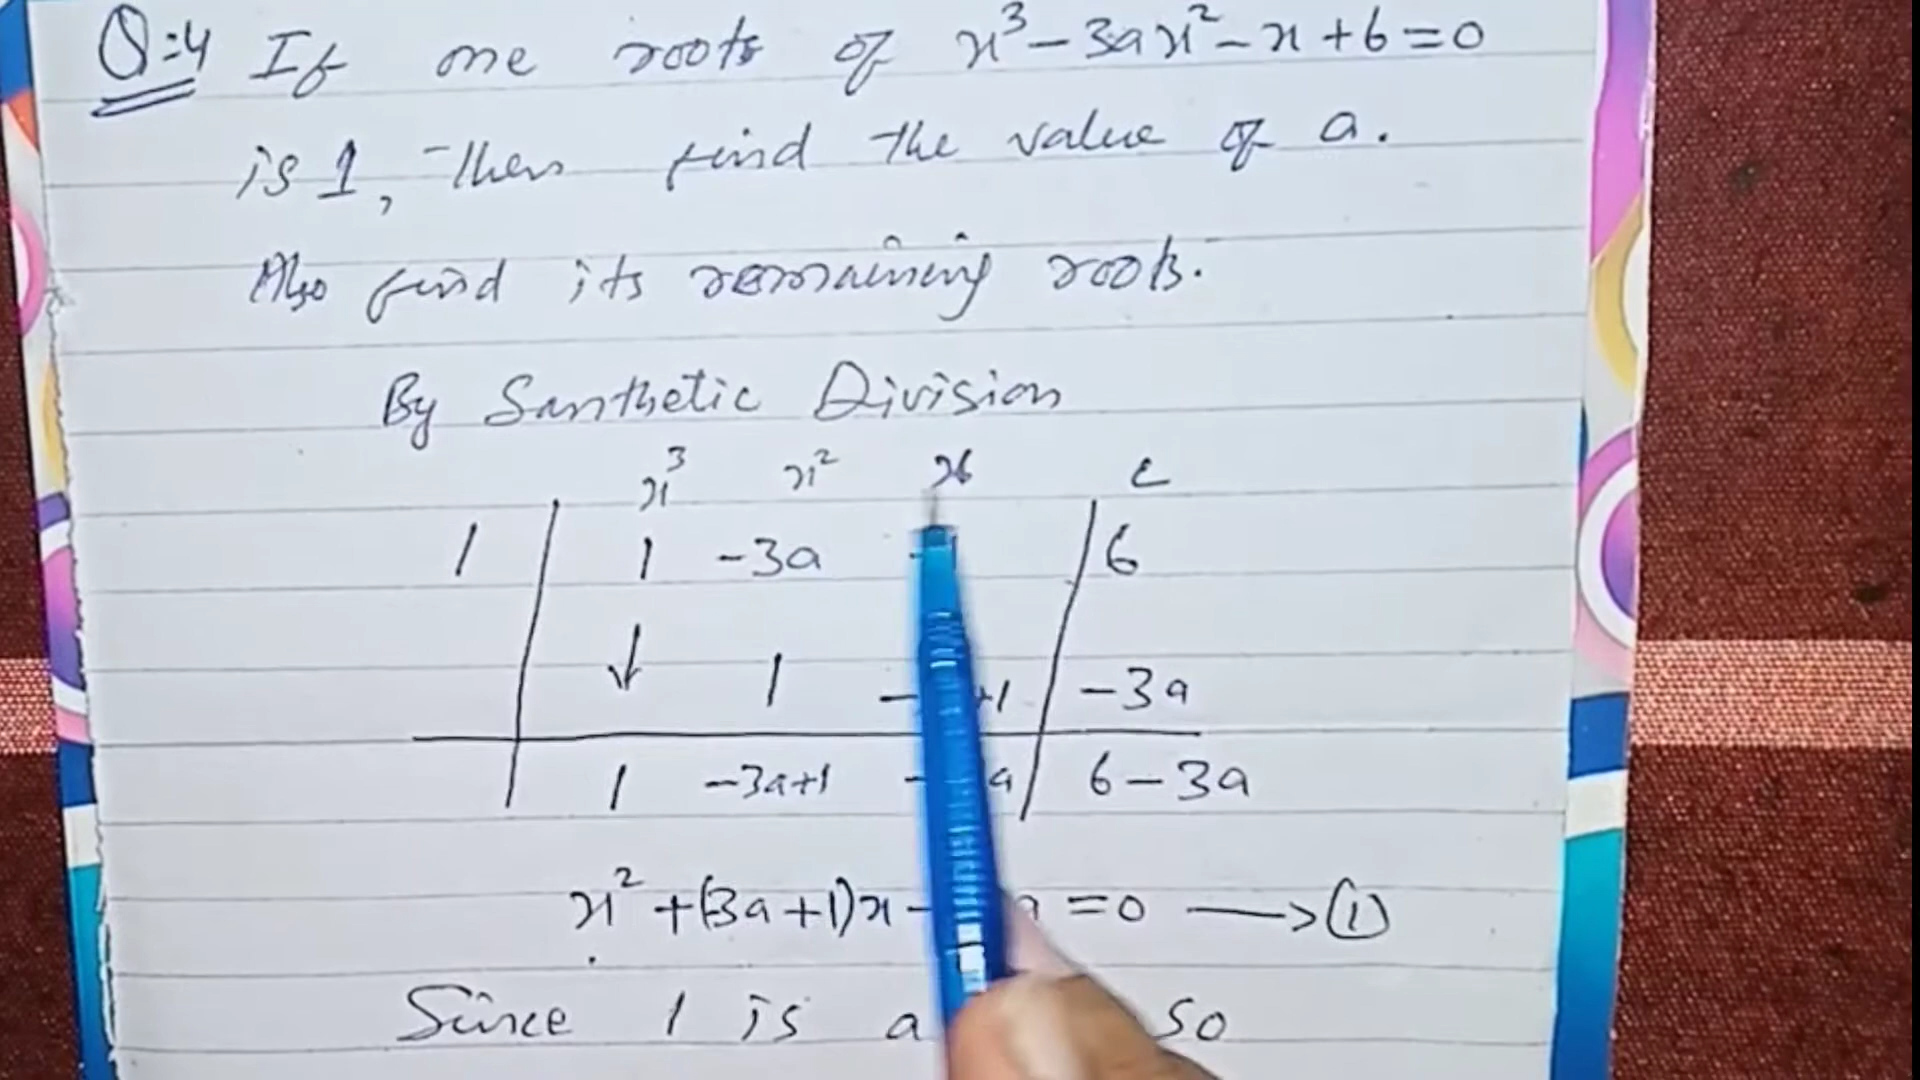 Q:4 If one roots of x³-3ax²-x+6=0
is 1, Then find the value of a.
Also find its remaining roots.
By Santhetic Division
x³ x² x c
1 1 -3a 6
↓ 1 - +1 -3a
1 -3a+1 - a 6-3a
x²+(-3a+1)x- a =0 → ①
Since 1 is a so